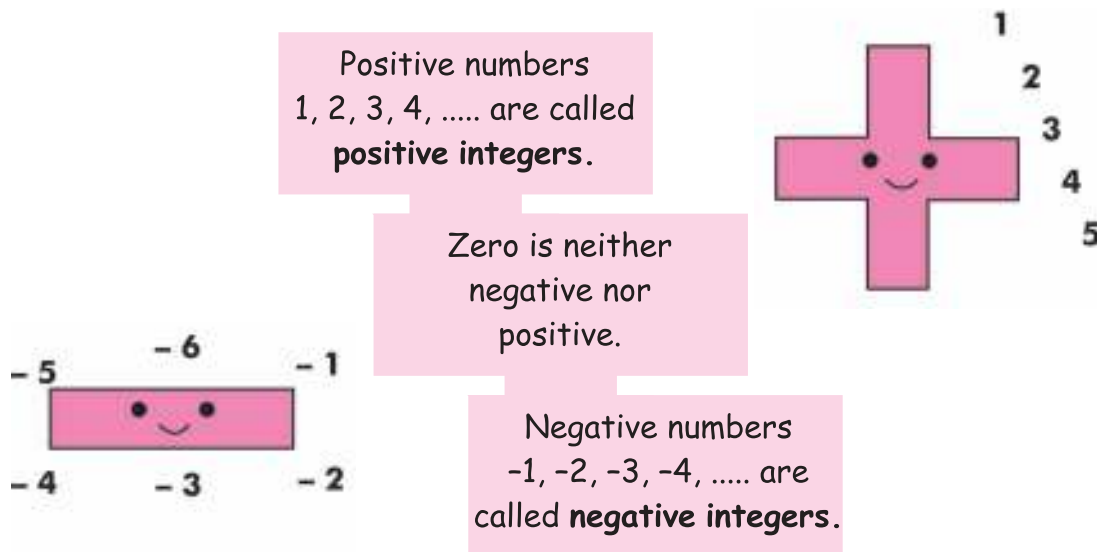 Positive numbers
1, 2, 3, 4, ..... are called
positive integers.
1
2
3
4
5
Zero is neither
negative nor
positive.
– 5
– 6
– 1
– 4
– 3
– 2
Negative numbers
–1, –2, –3, –4, ..... are
called negative integers.